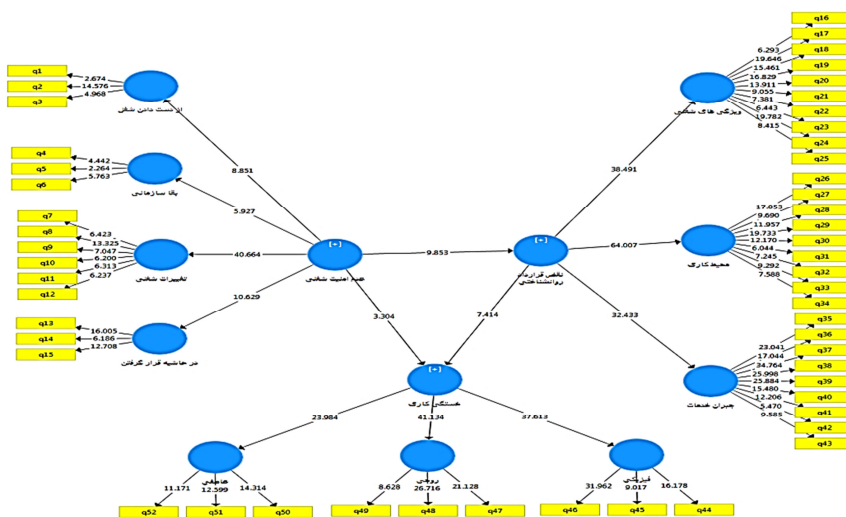 q1
q2
q3
2.674
14.576
4.968
از دست دادن شغل
q4
q5
q6
4.442
2.264
5.763
بقا سازمانی
q7
q8
q9
q10
q11
q12
6.423
13.325
7.047
6.200
6.313
6.237
تغییرات شغلی
q13
q14
q15
16.005
6.186
12.708
در حاشیه قرار گرفتن
8.851
5.927
40.664
10.629
[+]
عدم امنیت شغلی
9.853
3.304
[+]
نقض قرارداد
روانشناختی
7.414
38.491
64.007
32.433
q16
q17
q18
q19
q20
q21
q22
q23
q24
q25
6.293
19.646
15.461
16.829
13.911
9.055
7.381
6.443
19.782
8.415
ویژگی های شغلی
q26
q27
q28
q29
q30
q31
q32
q33
q34
17.053
9.690
11.957
19.733
12.170
6.044
7.245
9.292
7.588
محیط کاری
q35
q36
q37
q38
q39
q40
q41
q42
q43
23.041
17.044
34.764
25.998
25.884
15.480
12.206
5.470
جبران خدمات
[+]
خستگی کاری
23.984
41.134
37.613
عاطفی
11.171
12.599
14.314
q52
q51
q50
روحی
8.628
26.716
21.128
q49
q48
q47
فیزیکی
31.962
9.017
16.178
q46
q45
q44